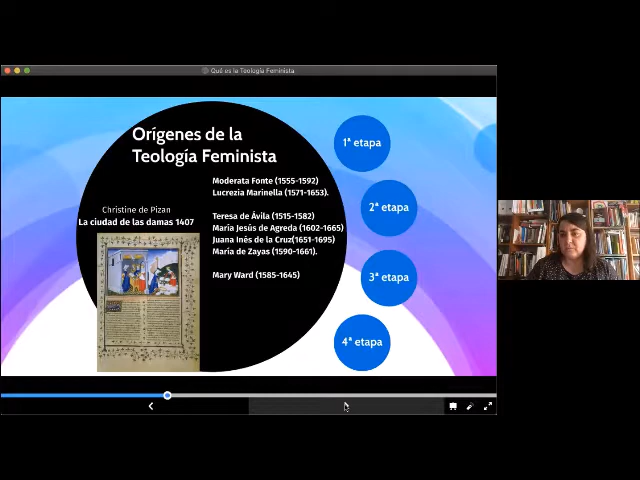 Qué es la Teología Feminista
Orígenes de la
Teología Feminista
Moderata Fonte (1555-1592)
Lucrezia Marinella (1571-1653).
Christine de Pizan
La ciudad de las damas 1407
Teresa de Ávila (1515-1582)
María Jesús de Agreda (1602-1665)
Juana Inés de la Cruz(1651-1695)
María de Zayas (1590-1661).
Mary Ward (1585-1645)
1ª etapa
2ª etapa
3ª etapa
4ª etapa